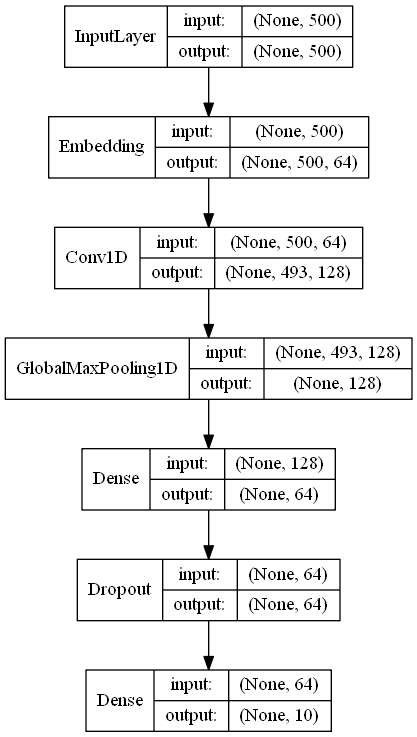 InputLayer
input: (None, 500)
output: (None, 500)
Embedding
input: (None, 500)
output: (None, 500, 64)
Conv1D
input: (None, 500, 64)
output: (None, 493, 128)
GlobalMaxPooling1D
input: (None, 493, 128)
output: (None, 128)
Dense
input: (None, 128)
output: (None, 64)
Dropout
input: (None, 64)
output: (None, 64)
Dense
input: (None, 64)
output: (None, 10)